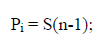 Pi = S(n-1);